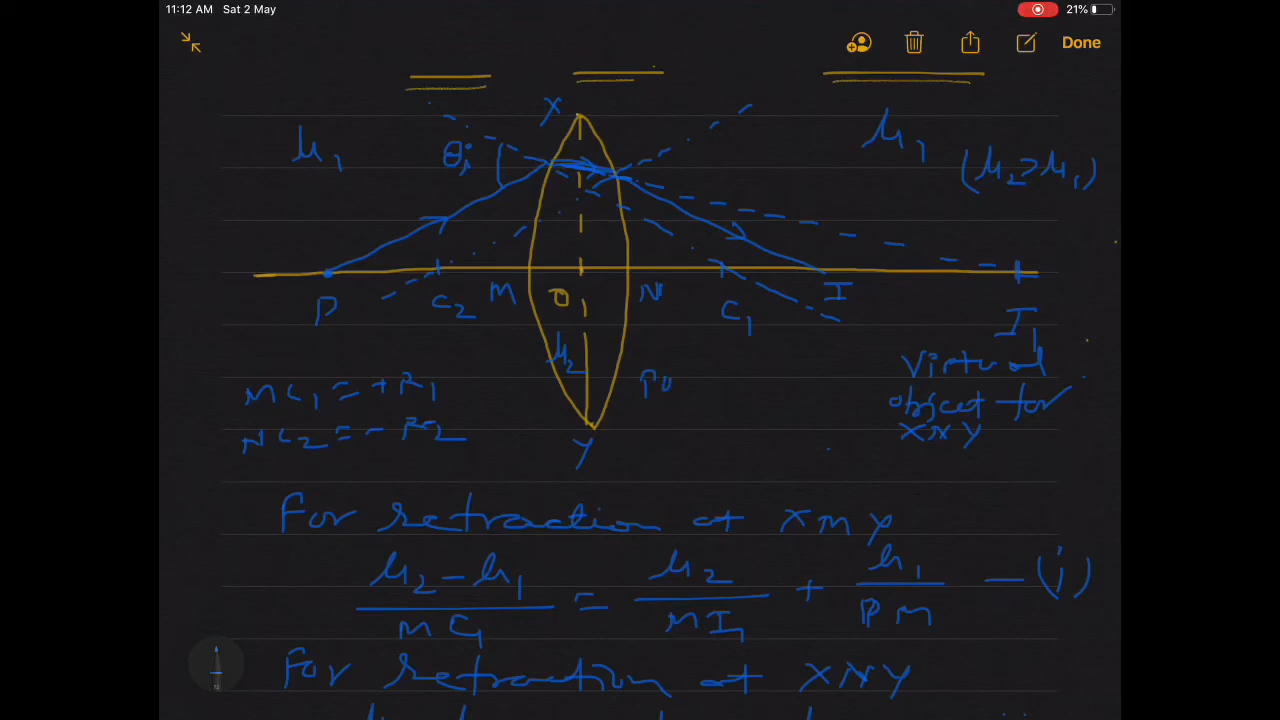 11:12 AM Sat 2 May 21%
Done
X
μ₁ θi μ₁
(μ₂>μ₁)
P C₂ M O N C₁ I I₁
μ₂
Virtual
MC₁ = +R₁
object for
NC₂ = - R₂ XNY
Y
For refraction at XMY
μ₂ - μ₁ / MC₁ = μ₂ / MI₁ + μ₁ / PM — (i)
For refraction at XNY